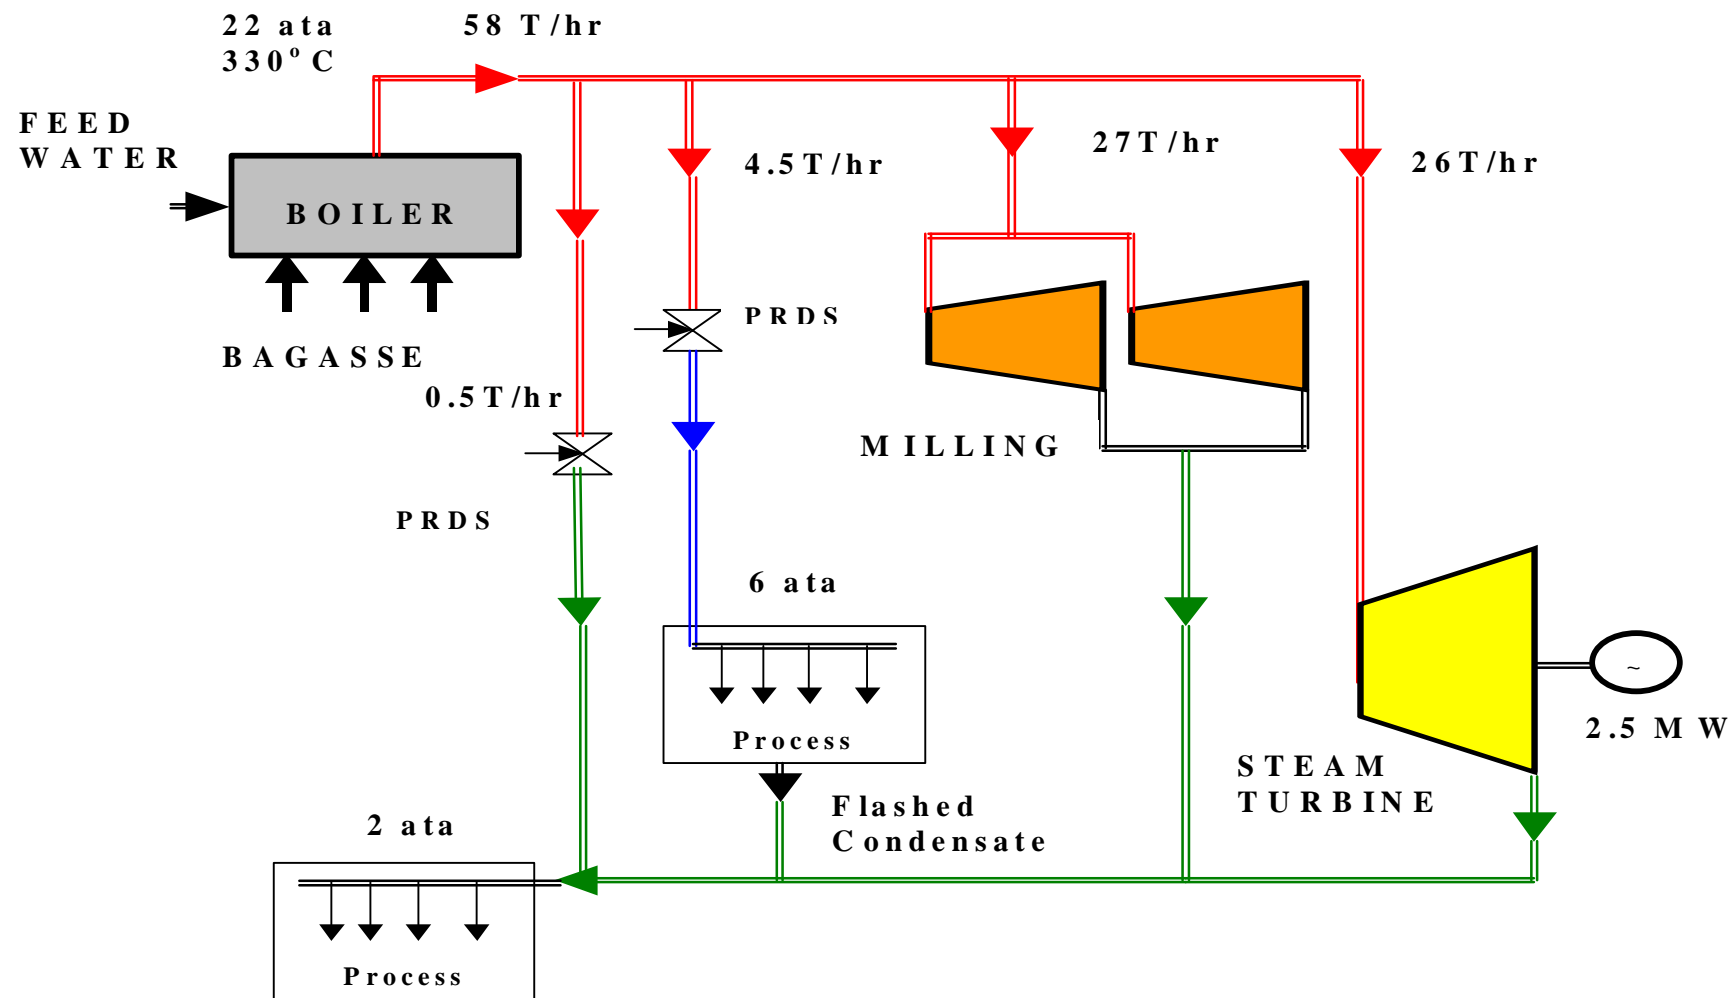 22 ata
330° C
58 T/hr
FEED
WATER
BOILER
BAGASSE
4.5T/hr
27T/hr
26T/hr
PRDS
0.5T/hr
MILLING
PRDS
6 ata
Process
~
2.5 MW
STEAM
TURBINE
Flashed
Condensate
2 ata
Process